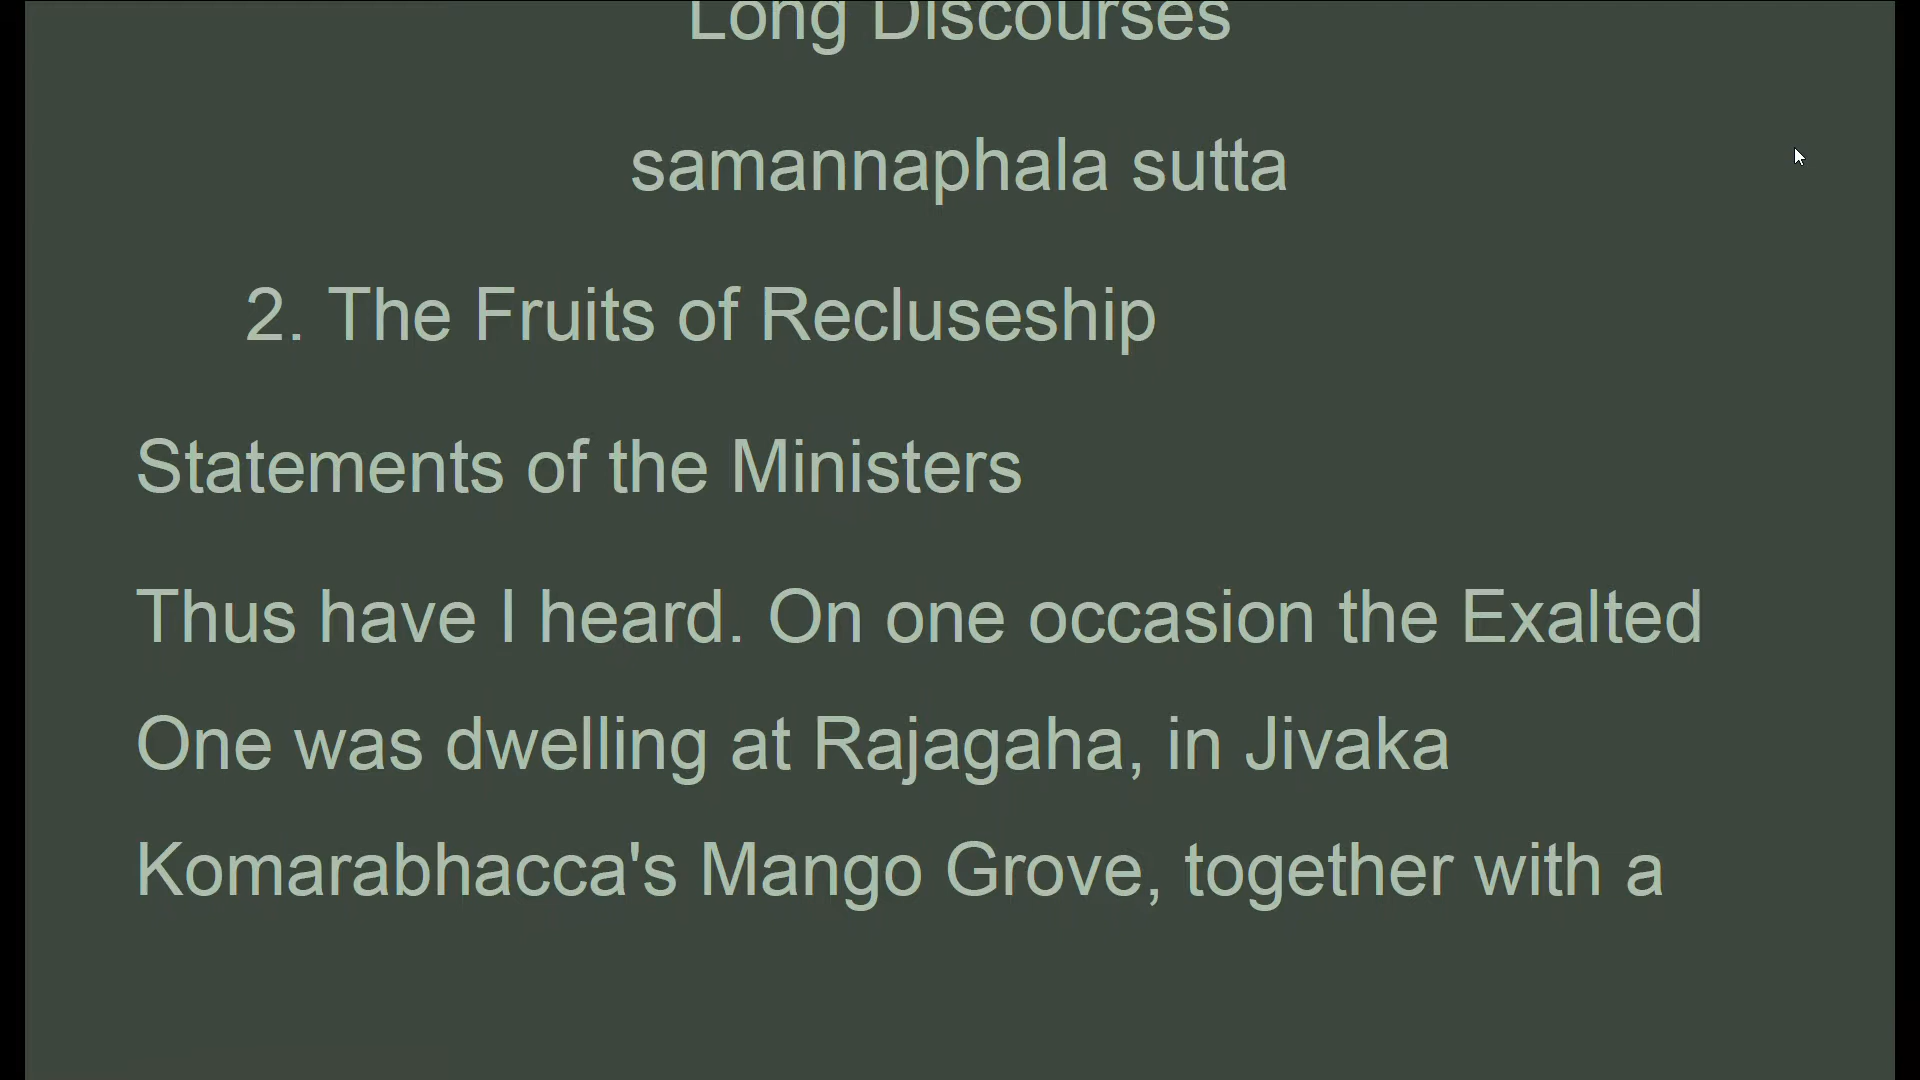 Long Discourses
samannaphala sutta
2. The Fruits of Recluseship
Statements of the Ministers
Thus have I heard. On one occasion the Exalted
One was dwelling at Rajagaha, in Jivaka
Komarabhacca's Mango Grove, together with a